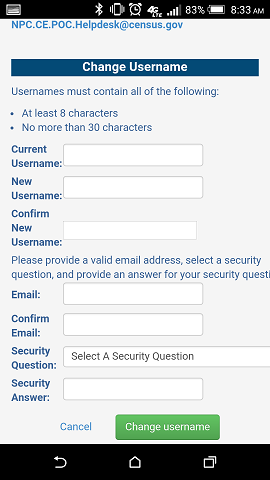 83% 8:33 AM
NPC.CE.POC.Helpdesk@census.gov
Change Username
Usernames must contain all of the following:
• At least 8 characters
• No more than 30 characters
Current
Username:
New
Username:
Confirm
New
Username:
Please provide a valid email address, select a security
question, and provide an answer for your security questi
Email:
Confirm
Email:
Security
Question:
Select A Security Question
Security
Answer:
Cancel
Change username